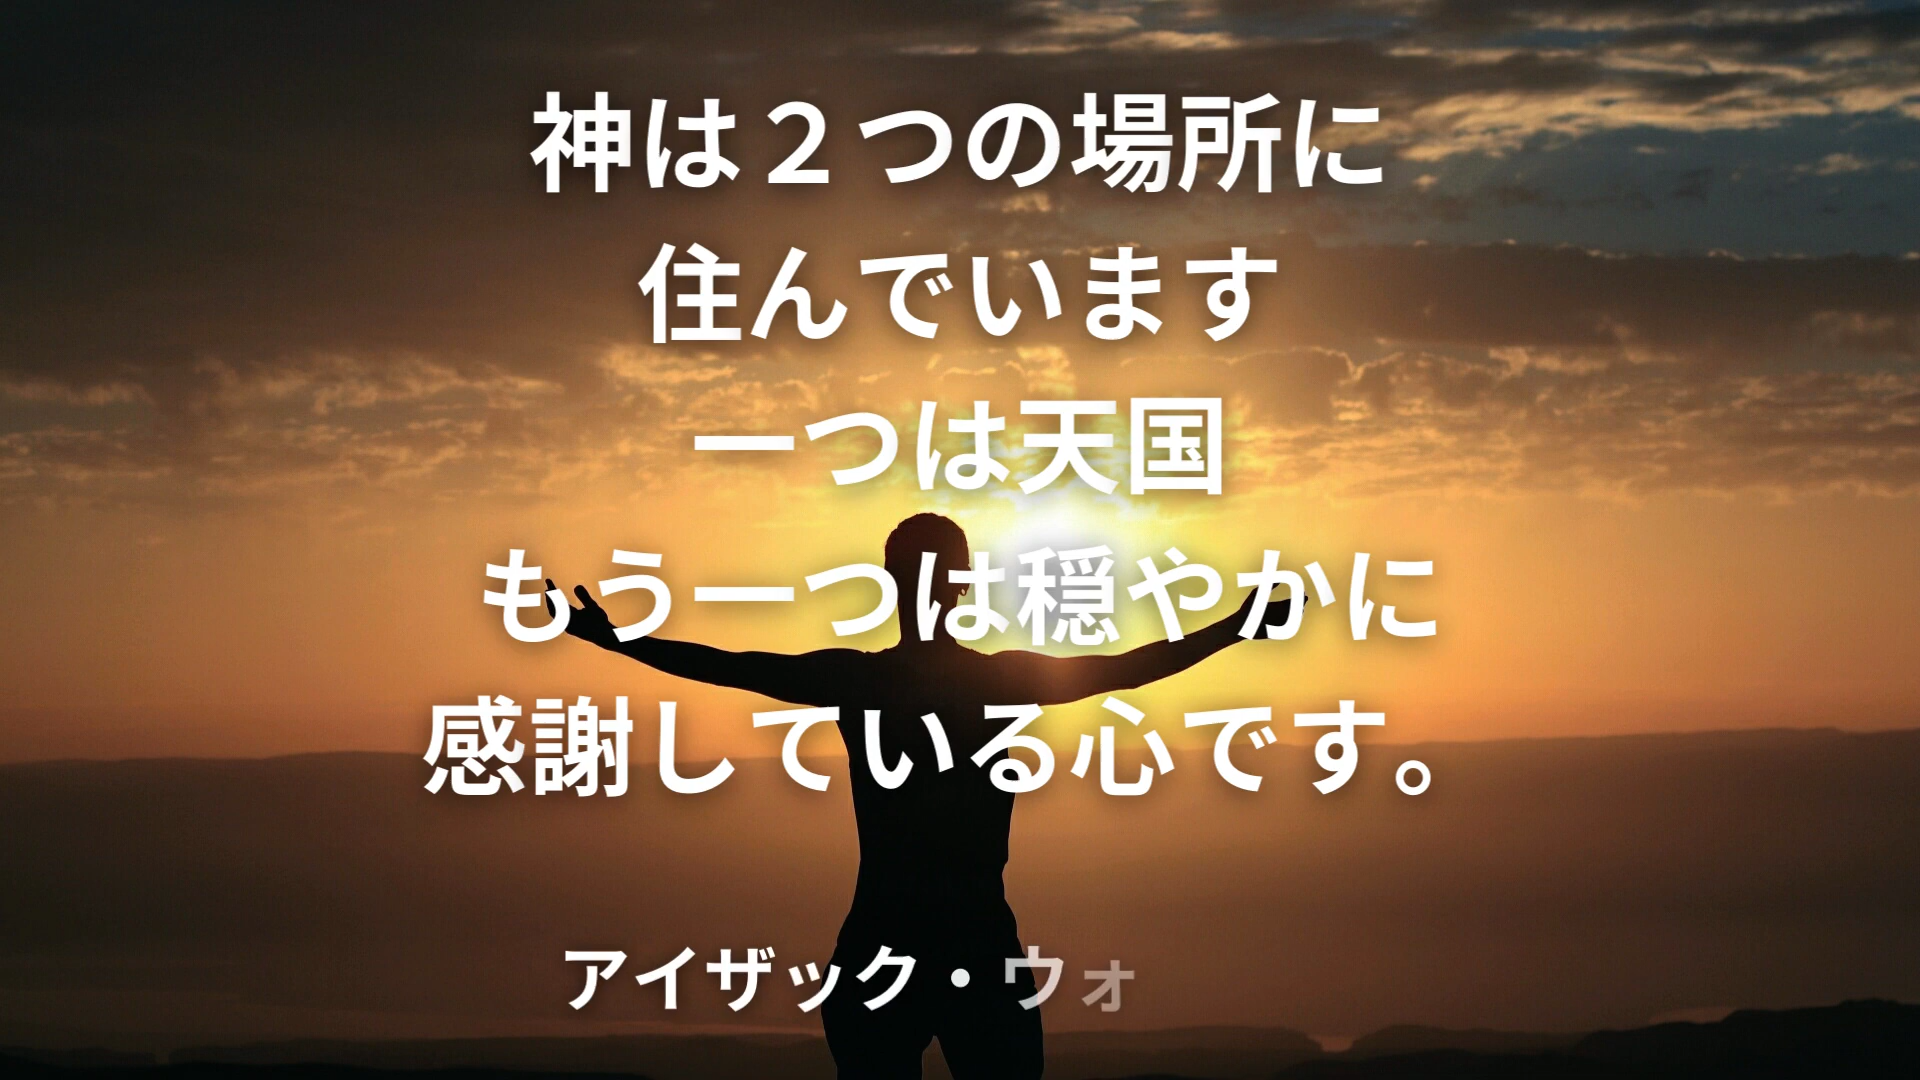 神は２つの場所に
住んでいます
一つは天国
もう一つは穏やかに
感謝している心です。
アイザック・ウォ